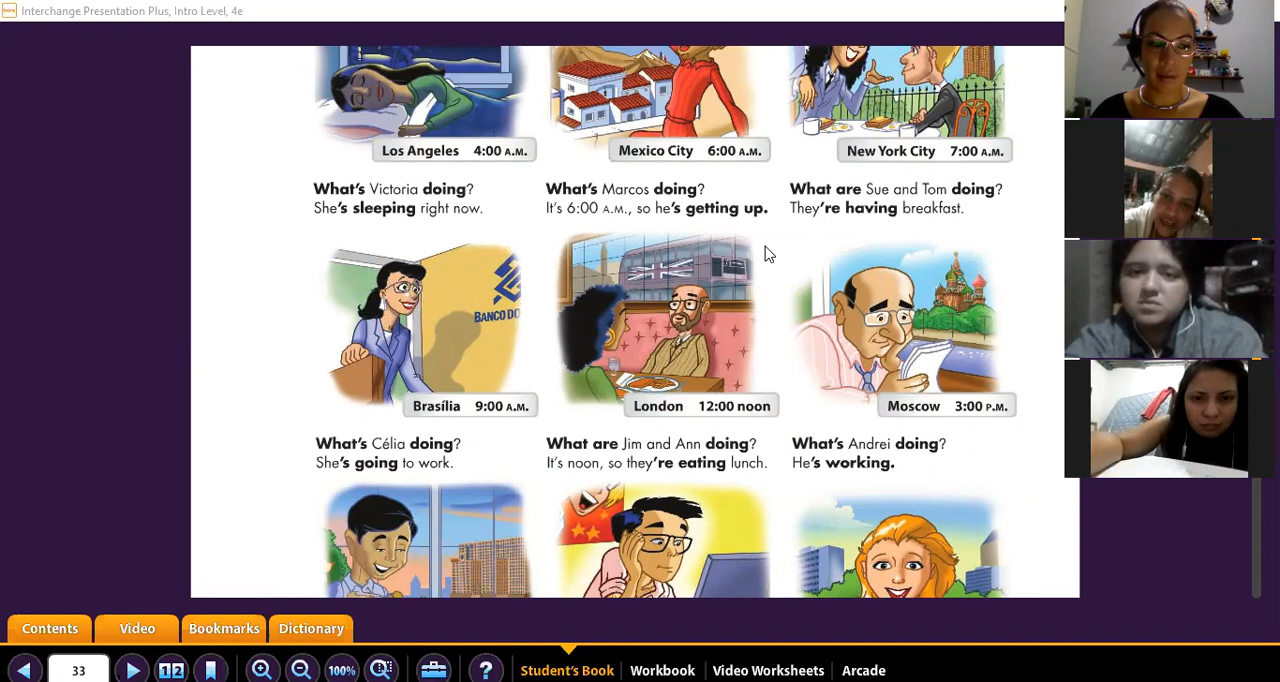 Interchange Presentation Plus, Intro Level, 4e
Los Angeles 4:00 A.M.
Mexico City 6:00 A.M.
New York City 7:00 A.M.
What's Victoria doing?
She's sleeping right now.
What's Marcos doing?
It's 6:00 A.M., so he's getting up.
What are Sue and Tom doing?
They're having breakfast.
BANCO DO
Brasília 9:00 A.M.
London 12:00 noon
Moscow 3:00 P.M.
What's Célia doing?
She's going to work.
What are Jim and Ann doing?
It's noon, so they're eating lunch.
What's Andrei doing?
He's working.
Contents
Video
Bookmarks
Dictionary
33
1 2
100%
?
Student's Book
Workbook
Video Worksheets
Arcade